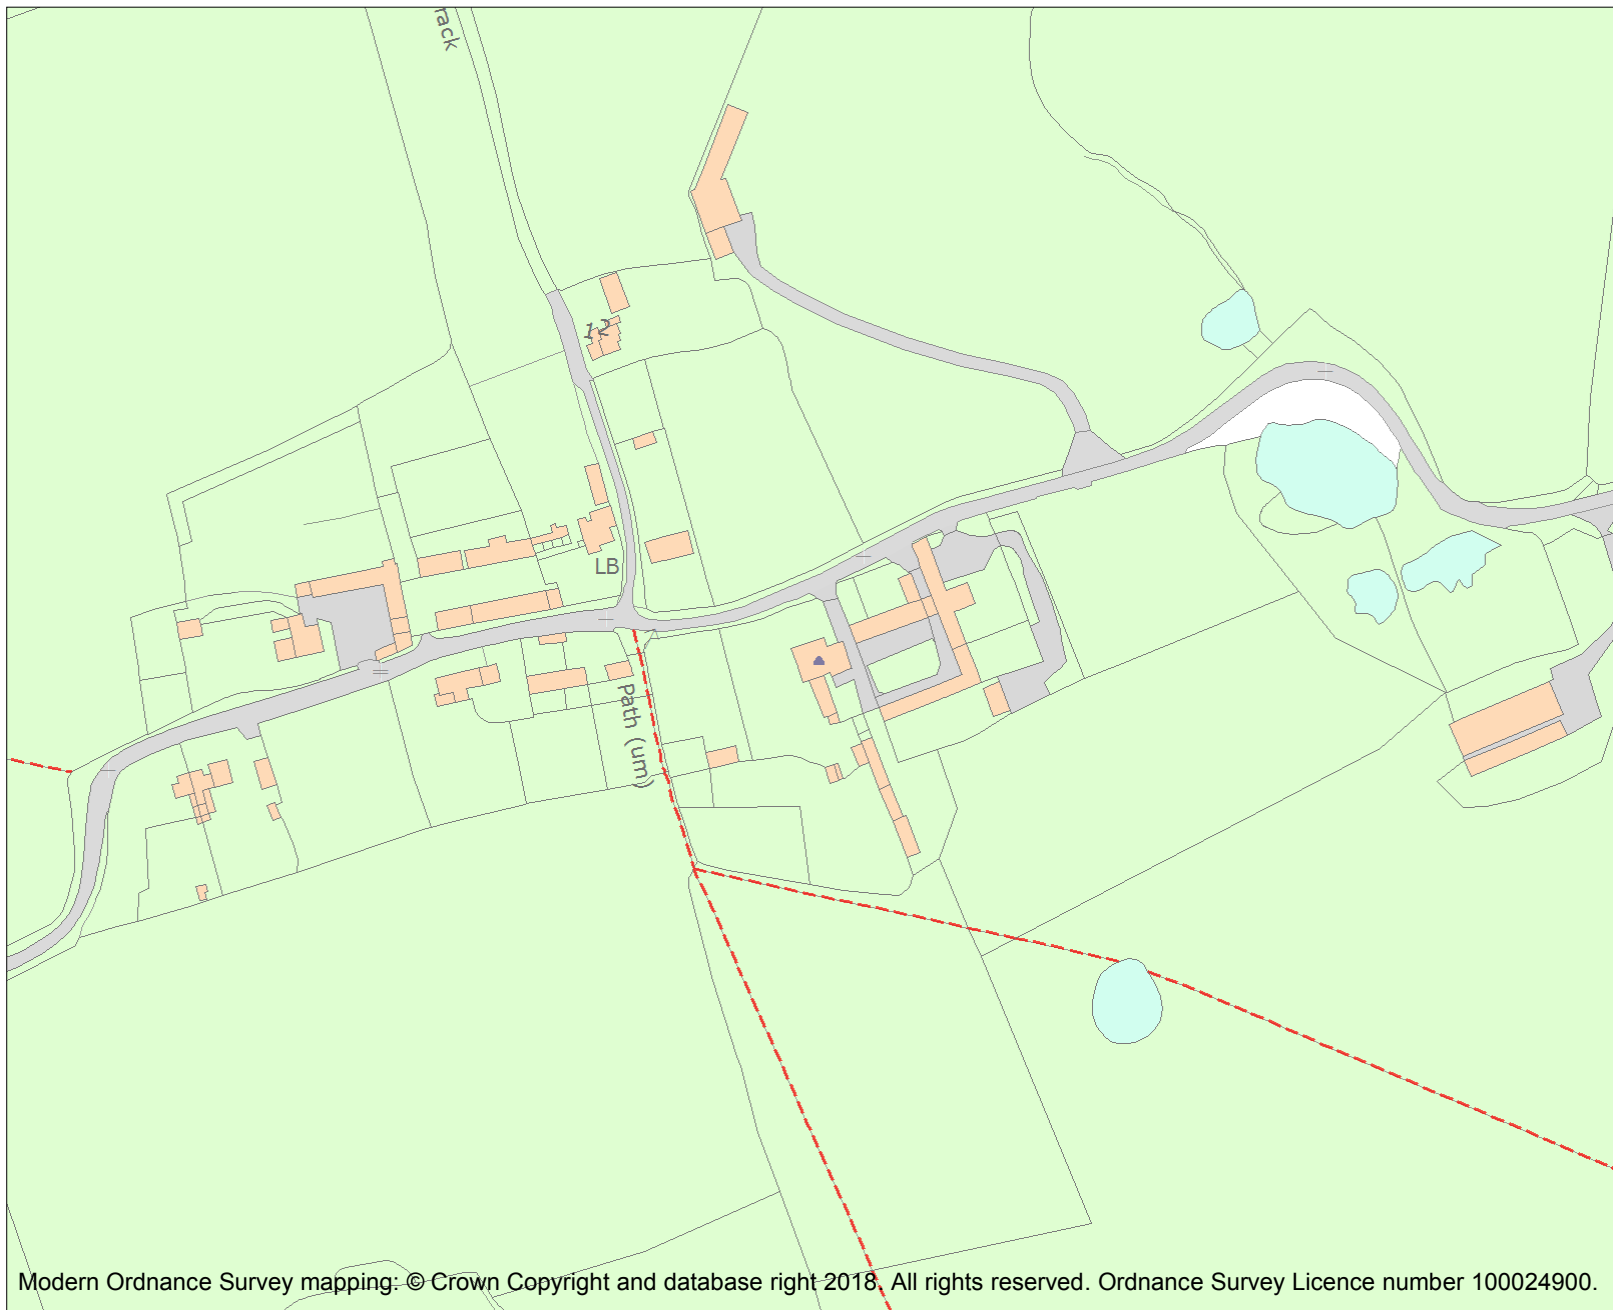 rack
12
LB
Path (um)
Modern Ordnance Survey mapping: © Crown Copyright and database right 2018. All rights reserved. Ordnance Survey Licence number 100024900.